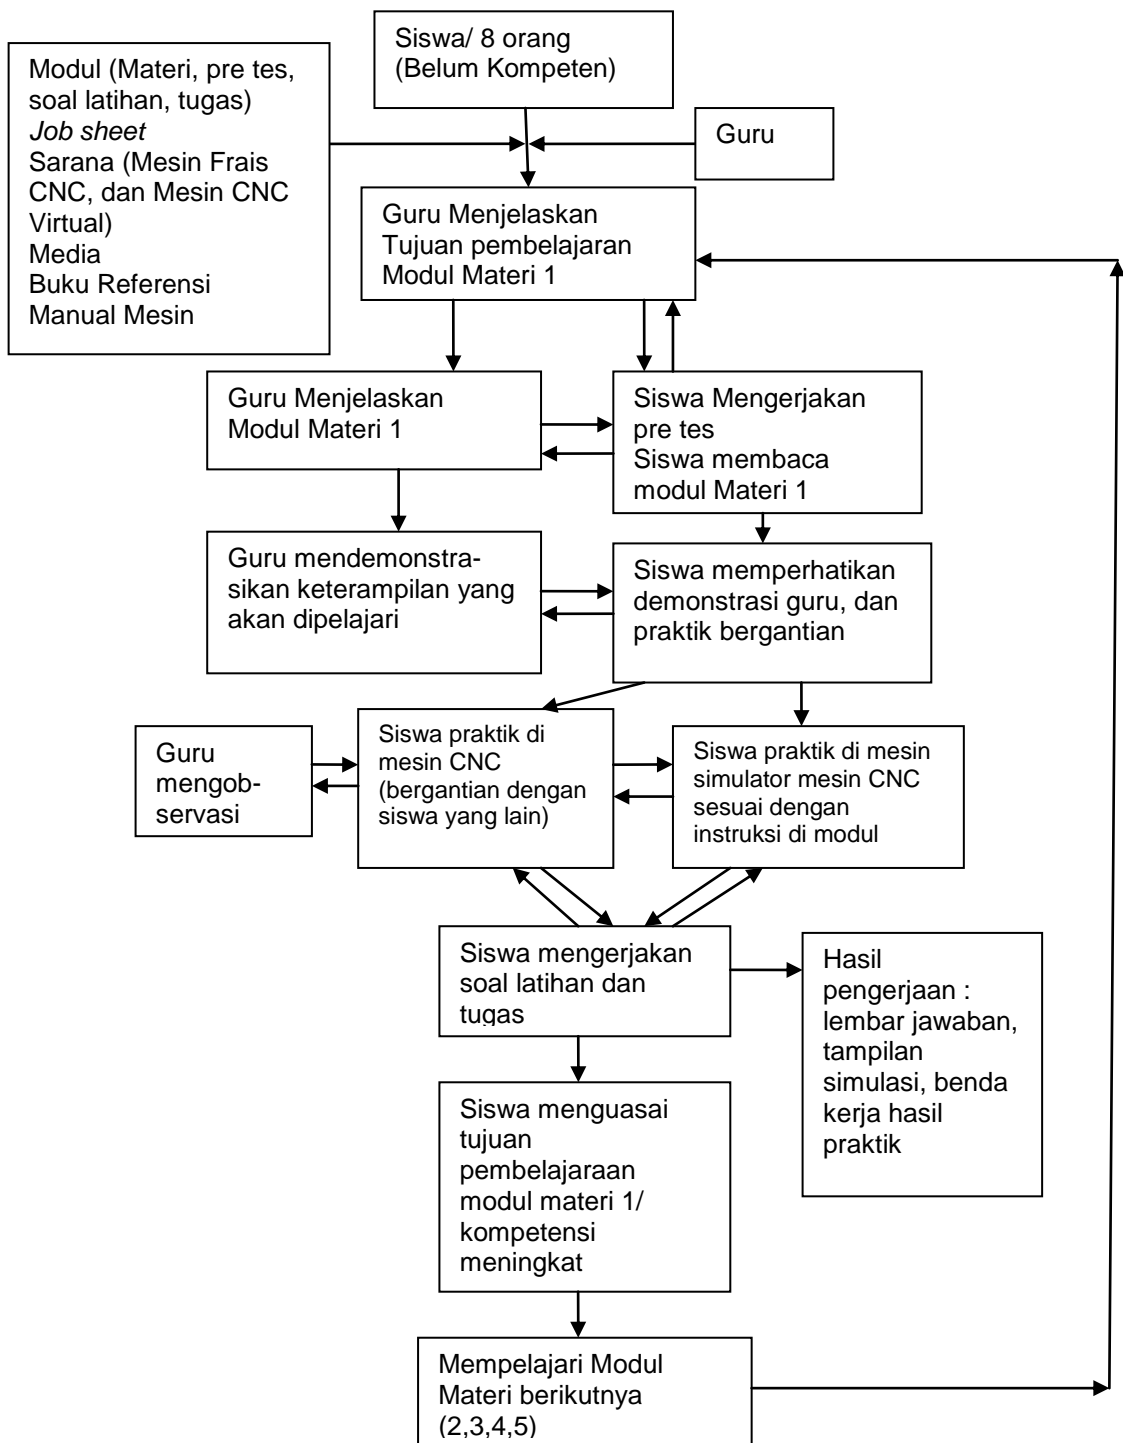 Siswa/ 8 orang
(Belum Kompeten)
Modul (Materi, pre tes,
soal latihan, tugas)
Job sheet
Sarana (Mesin Frais
CNC, dan Mesin CNC
Virtual)
Media
Buku Referensi
Manual Mesin
Guru
Guru Menjelaskan
Tujuan pembelajaran
Modul Materi 1
Guru Menjelaskan
Modul Materi 1
Siswa Mengerjakan
pre tes
Siswa membaca
modul Materi 1
Guru mendemonstra-
sikan keterampilan yang
akan dipelajari
Siswa memperhatikan
demonstrasi guru, dan
praktik bergantian
Guru
mengob-
servasi
Siswa praktik di
mesin CNC
(bergantian dengan
siswa yang lain)
Siswa praktik di mesin
simulator mesin CNC
sesuai dengan
instruksi di modul
Siswa mengerjakan
soal latihan dan
tugas
Hasil
pengerjaan :
lembar jawaban,
tampilan
simulasi, benda
kerja hasil
praktik
Siswa menguasai
tujuan
pembelajaraan
modul materi 1/
kompetensi
meningkat
Mempelajari Modul
Materi berikutnya
(2,3,4,5)